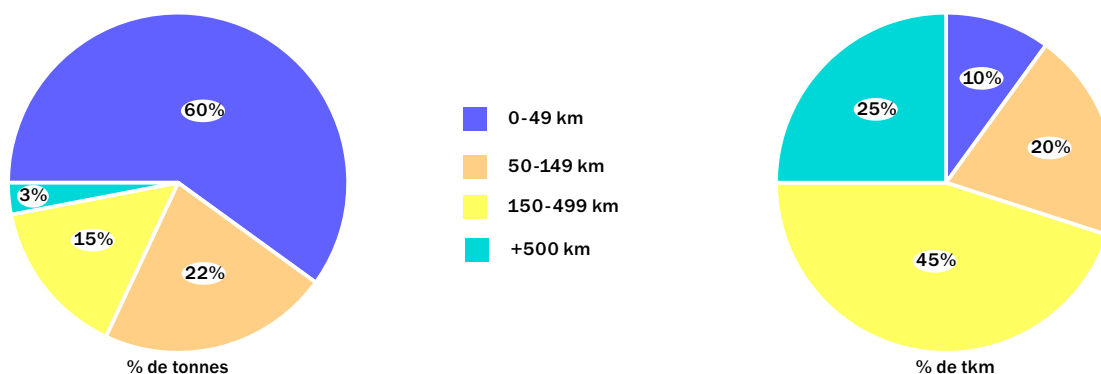 60%
3%
15%
22%
% de tonnes
0-49 km
50-149 km
150-499 km
+500 km
10%
25%
20%
45%
% de tkm